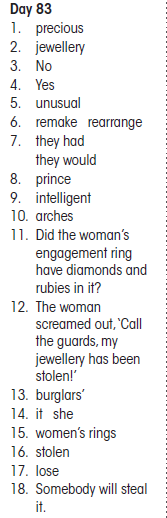 Day 83
1. precious
2. jewellery
3. No
4. Yes
5. unusual
6. remake rearrange
7. they had
they would
8. prince
9. intelligent
10. arches
11. Did the woman's
engagement ring
have diamonds and
rubies in it?
12. The woman
screamed out, 'Call
the guards, my
jewellery has been
stolen!'
13. burglars'
14. it she
15. women's rings
16. stolen
17. lose
18. Somebody will steal
it.